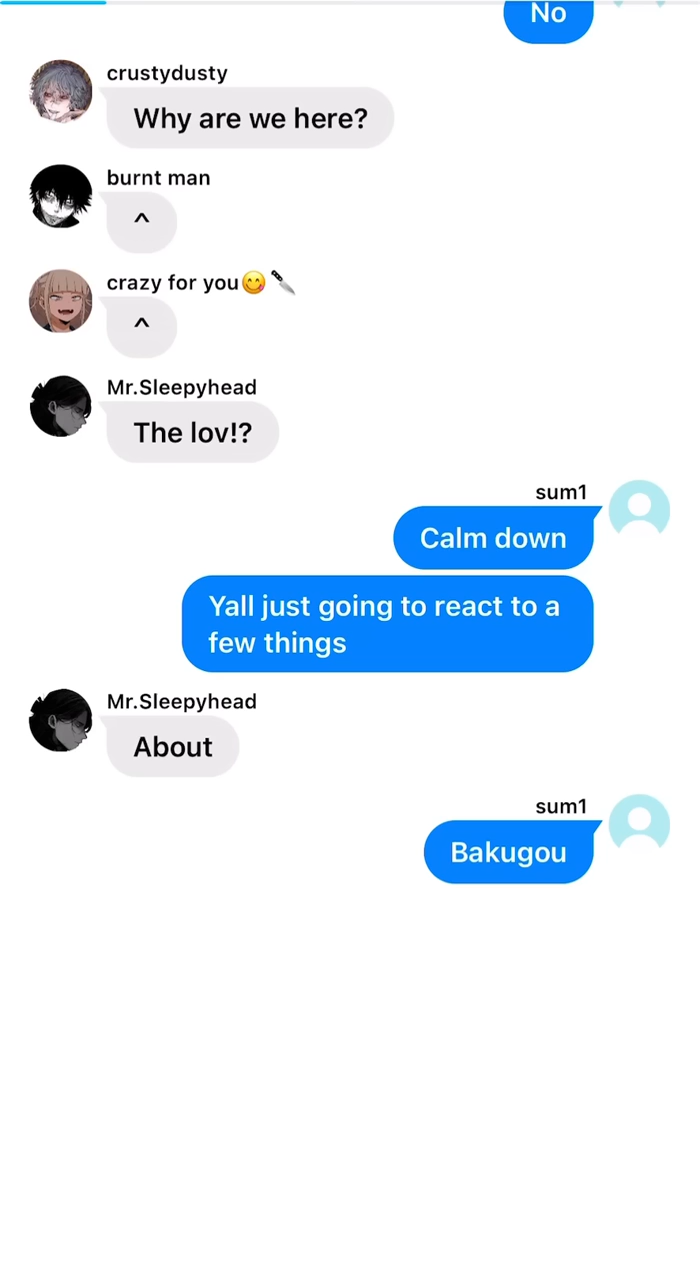 No
crustydusty
Why are we here?
burnt man
^
crazy for you😋🔪
^
Mr.Sleepyhead
The lov!?
sum1
Calm down
Yall just going to react to a
few things
Mr.Sleepyhead
About
sum1
Bakugou